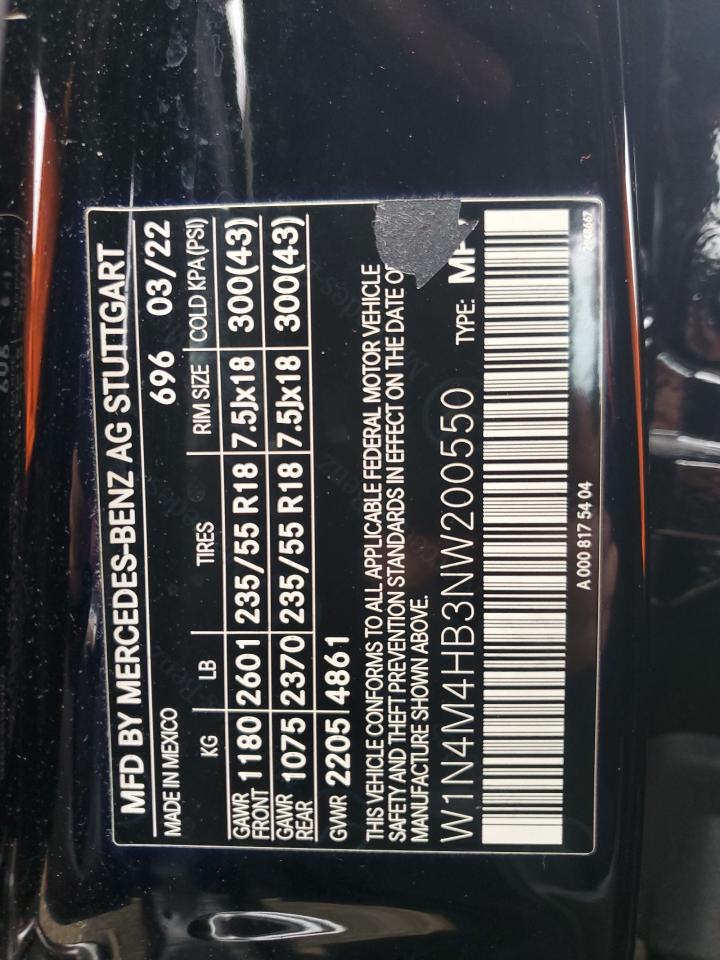 MFD BY MERCEDES-BENZ AG STUTTGART
MADE IN MEXICO 696 03/22
KG LB TIRES RIM SIZE COLD KPA (PSI)
GAWR FRONT 1180 2601 235/55 R18 7.5Jx18 300(43)
GAWR REAR 1075 2370 235/55 R18 7.5Jx18 300(43)
GVWR 2205 4861
THIS VEHICLE CONFORMS TO ALL APPLICABLE FEDERAL MOTOR VEHICLE
SAFETY AND THEFT PREVENTION STANDARDS IN EFFECT ON THE DATE
MANUFACTURE SHOWN ABOVE.
W1N4M4HB3NW200550 TYPE:
A 000 817 54 04